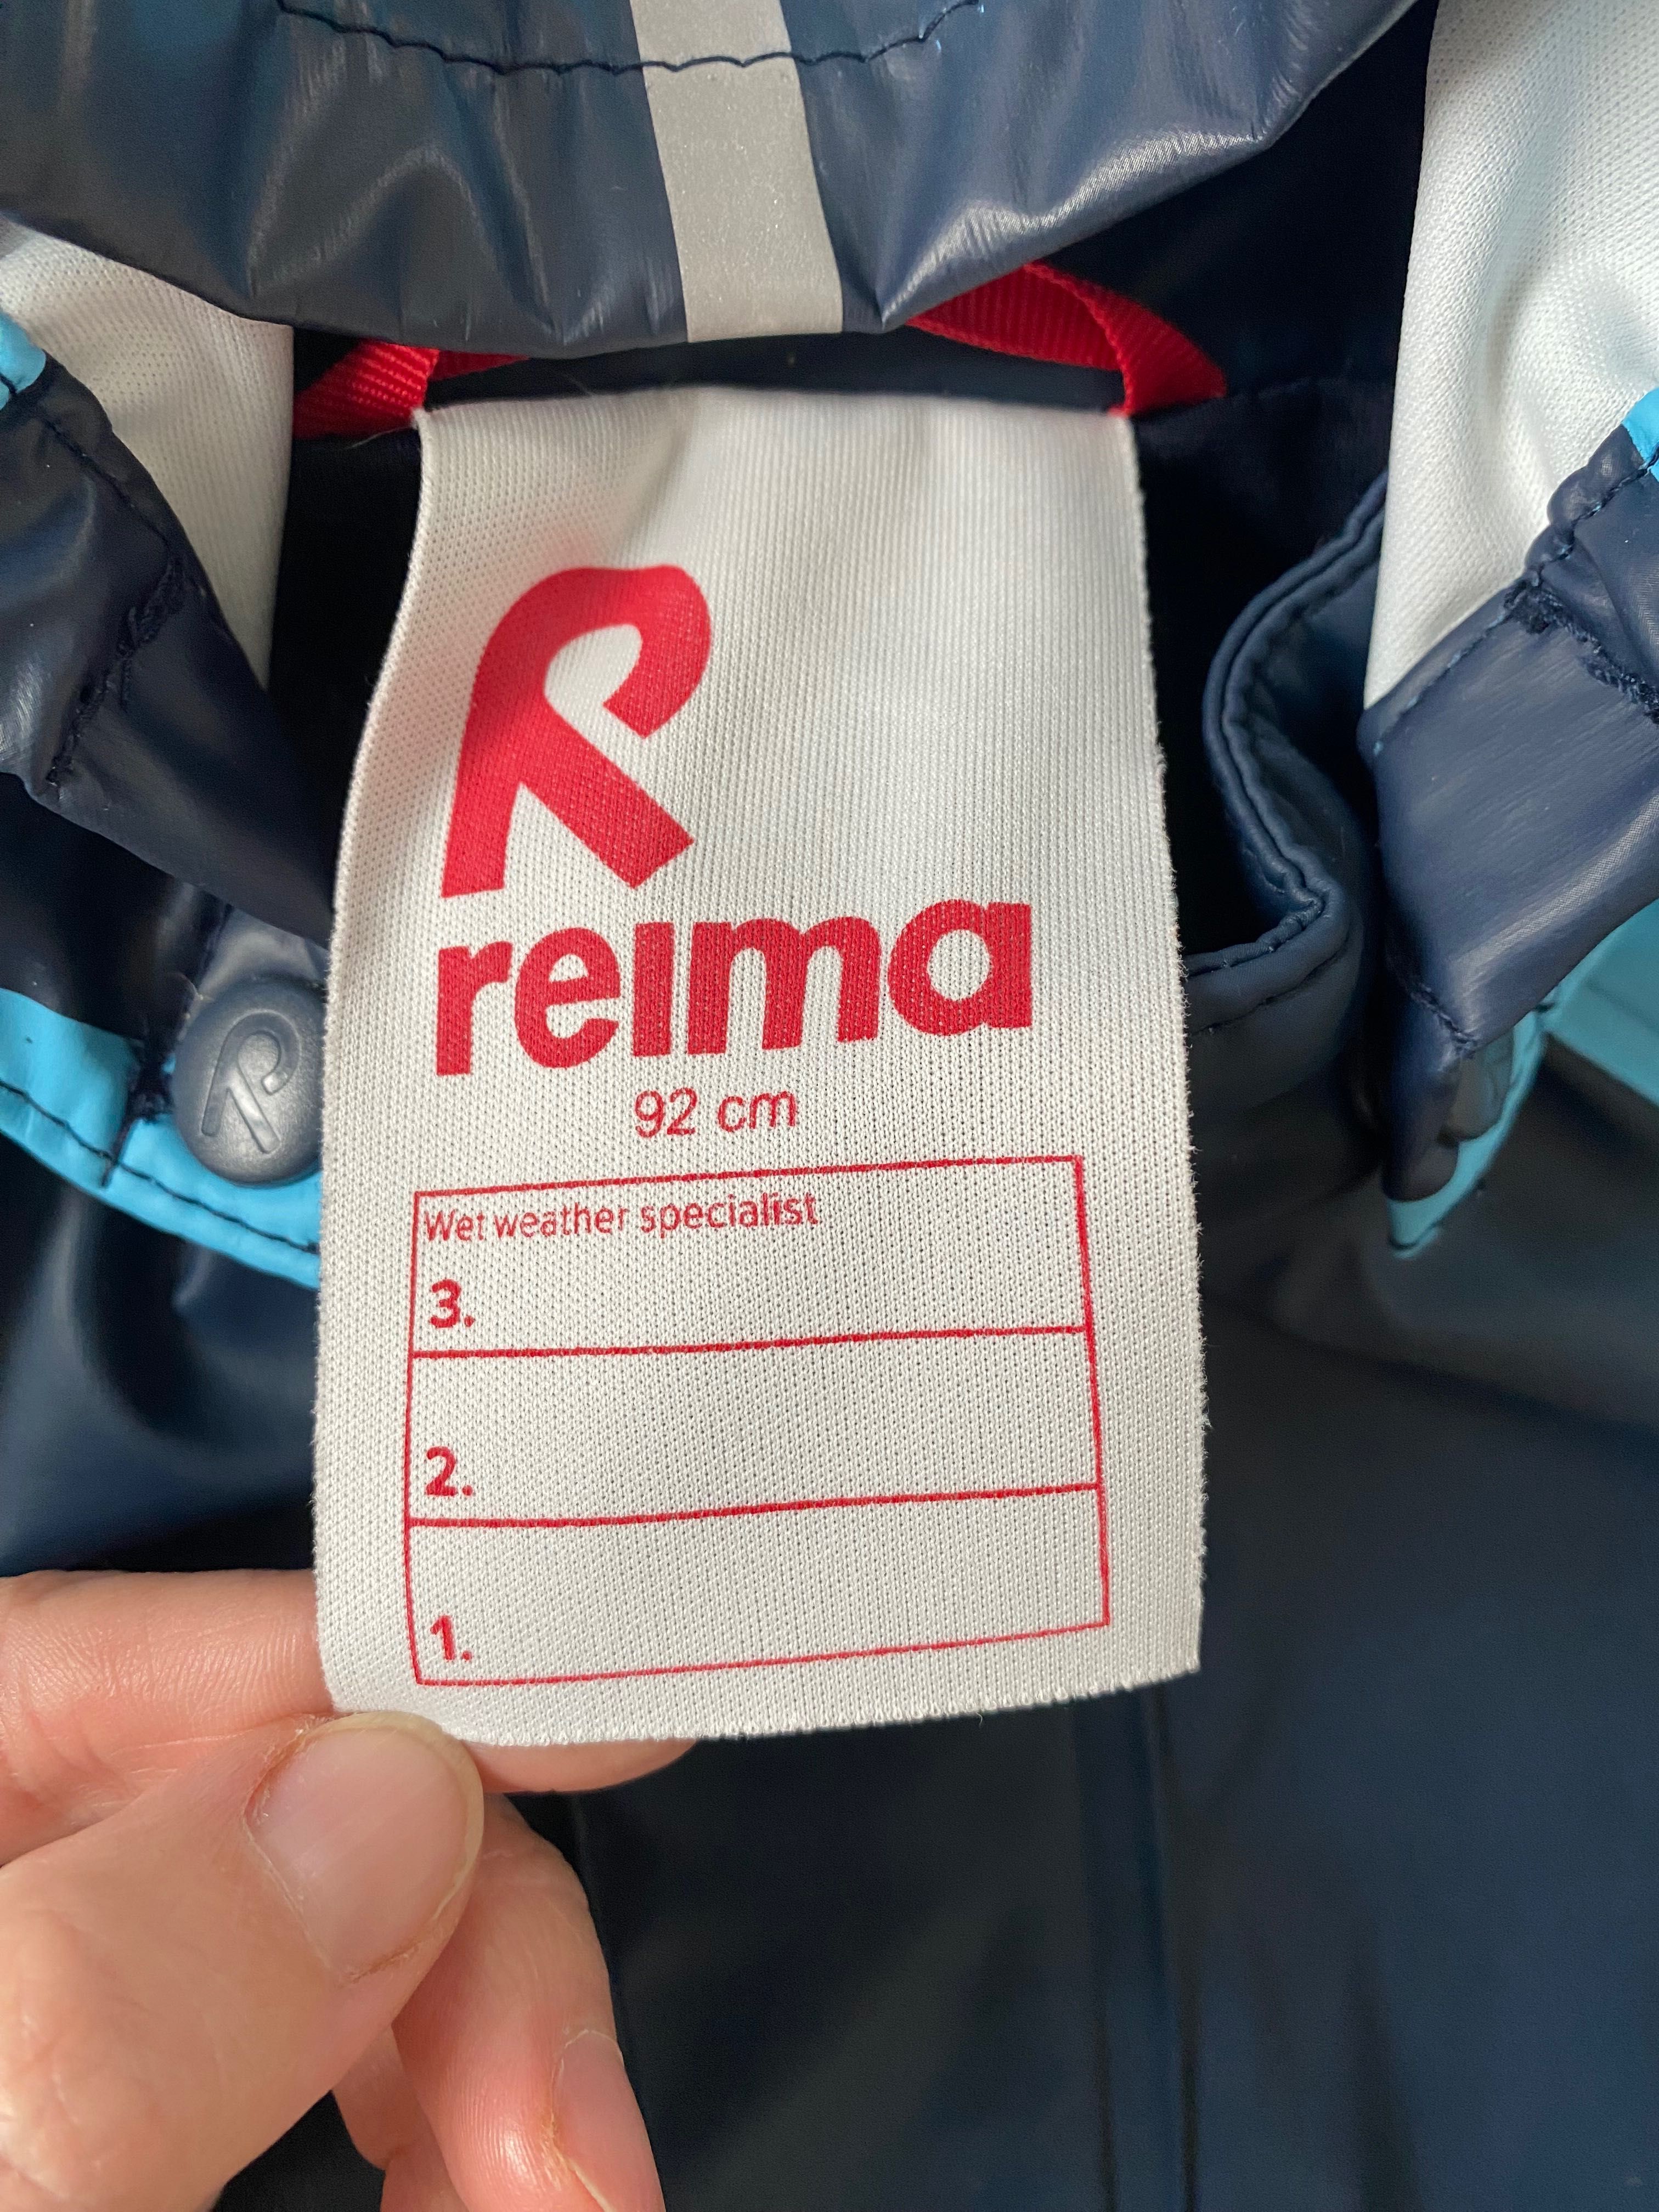 reima
92 cm
Wet weather specialist
3.
2.
1.